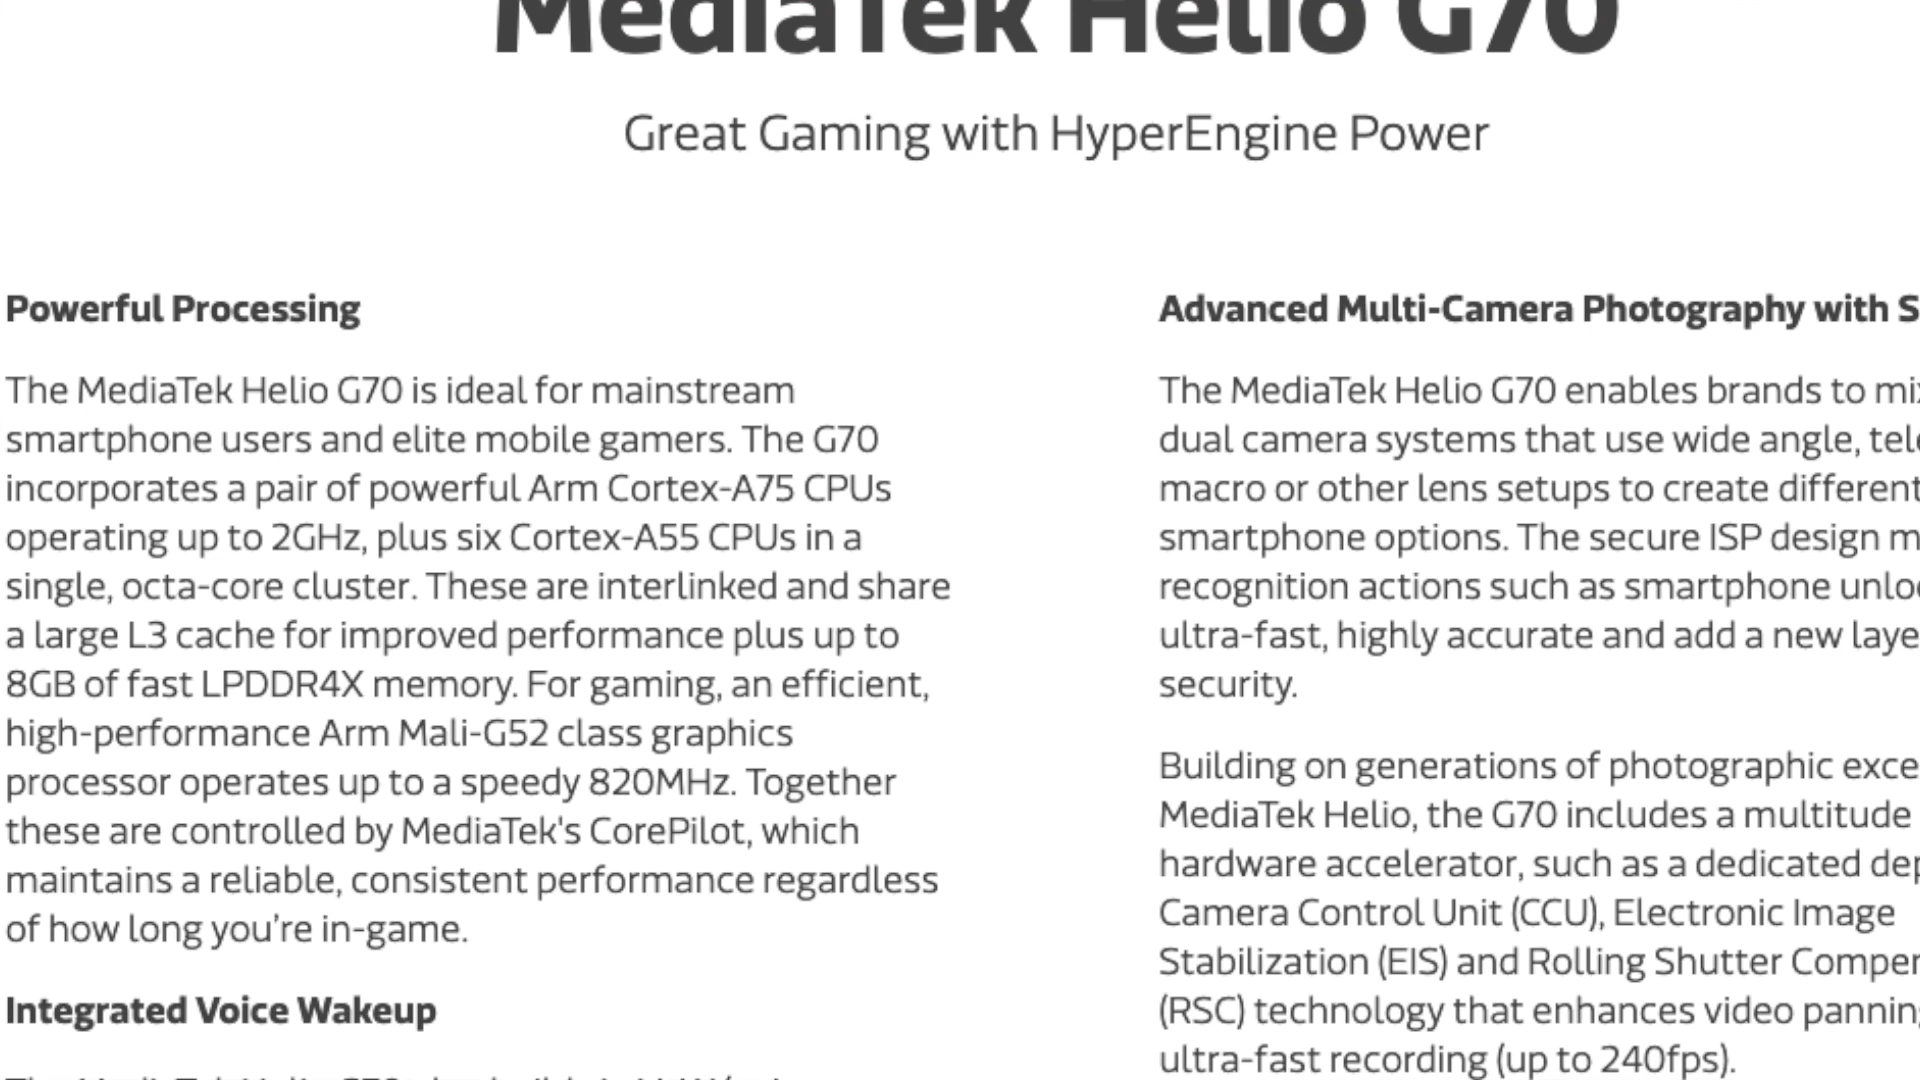 MediaTek Helio G70
Great Gaming with HyperEngine Power
Powerful Processing
The MediaTek Helio G70 is ideal for mainstream
smartphone users and elite mobile gamers. The G70
incorporates a pair of powerful Arm Cortex-A75 CPUs
operating up to 2GHz, plus six Cortex-A55 CPUs in a
single, octa-core cluster. These are interlinked and share
a large L3 cache for improved performance plus up to
8GB of fast LPDDR4X memory. For gaming, an efficient,
high-performance Arm Mali-G52 class graphics
processor operates up to a speedy 820MHz. Together
these are controlled by MediaTek's CorePilot, which
maintains a reliable, consistent performance regardless
of how long you’re in-game.
Integrated Voice Wakeup
Advanced Multi-Camera Photography with
The MediaTek Helio G70 enables brands to
dual camera systems that use wide angle,
macro or other lens setups to create different
smartphone options. The secure ISP design
recognition actions such as smartphone
ultra-fast, highly accurate and add a new
security.
Building on generations of photographic
MediaTek Helio, the G70 includes a multitude
hardware accelerator, such as a dedicated
Camera Control Unit (CCU), Electronic Image
Stabilization (EIS) and Rolling Shutter
(RSC) technology that enhances video
ultra-fast recording (up to 240fps).